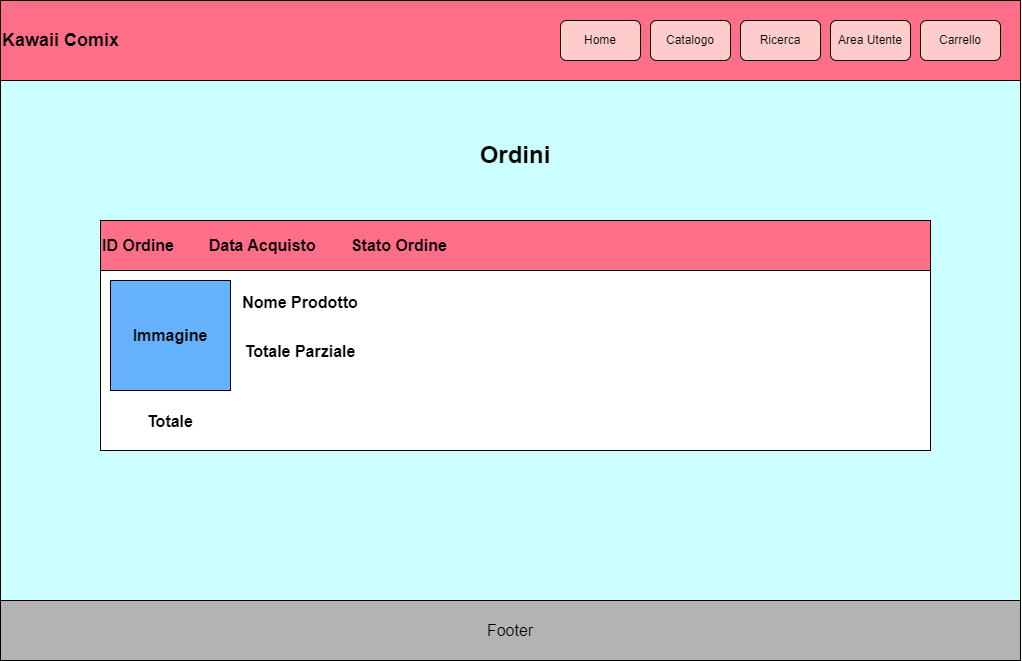 Kawaii Comix
Home
Catalogo
Ricerca
Area Utente
Carrello
Ordini
ID Ordine
Data Acquisto
Stato Ordine
Immagine
Nome Prodotto
Totale Parziale
Totale
Footer